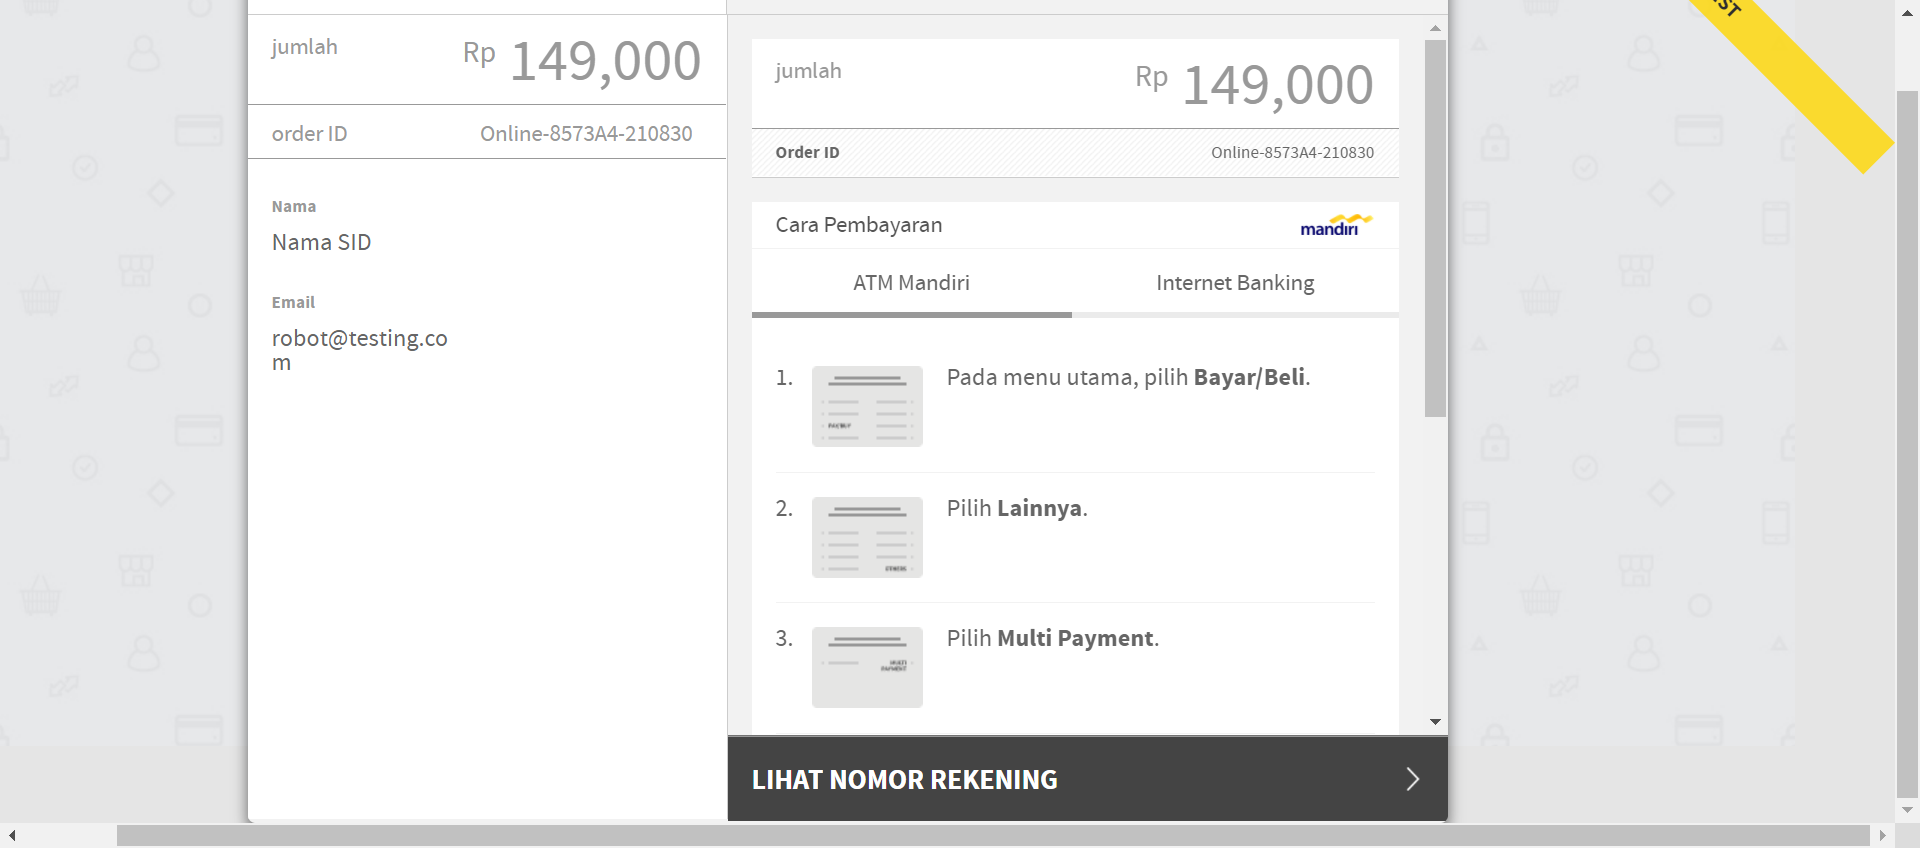 jumlah
Rp 149,000
order ID
Online-8573A4-210830
Nama
Nama SID
Email
robot@testing.co
m
jumlah
Rp 149,000
Order ID
Online-8573A4-210830
Cara Pembayaran
mandiri
ATM Mandiri
Internet Banking
1.
Pada menu utama, pilih Bayar/Beli.
2.
Pilih Lainnya.
3.
MULTI
PAYMENT
Pilih Multi Payment.
LIHAT NOMOR REKENING